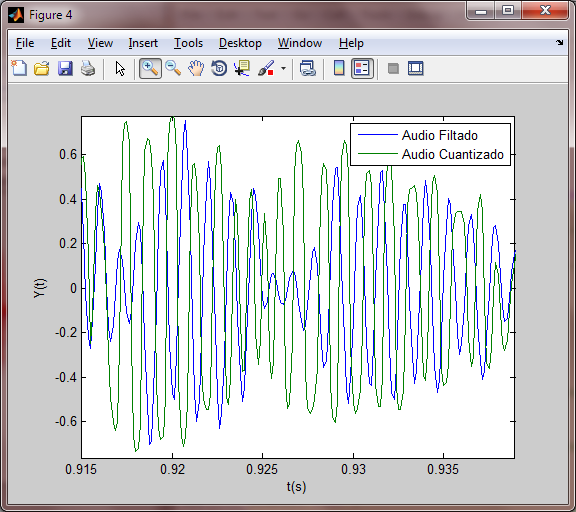 Figure 4
File Edit View Insert Tools Desktop Window Help
Audio Filtado
Audio Cuantizado
0.6
0.4
0.2
0
-0.2
-0.4
-0.6
Y(t)
0.915 0.92 0.925 0.93 0.935
t(s)